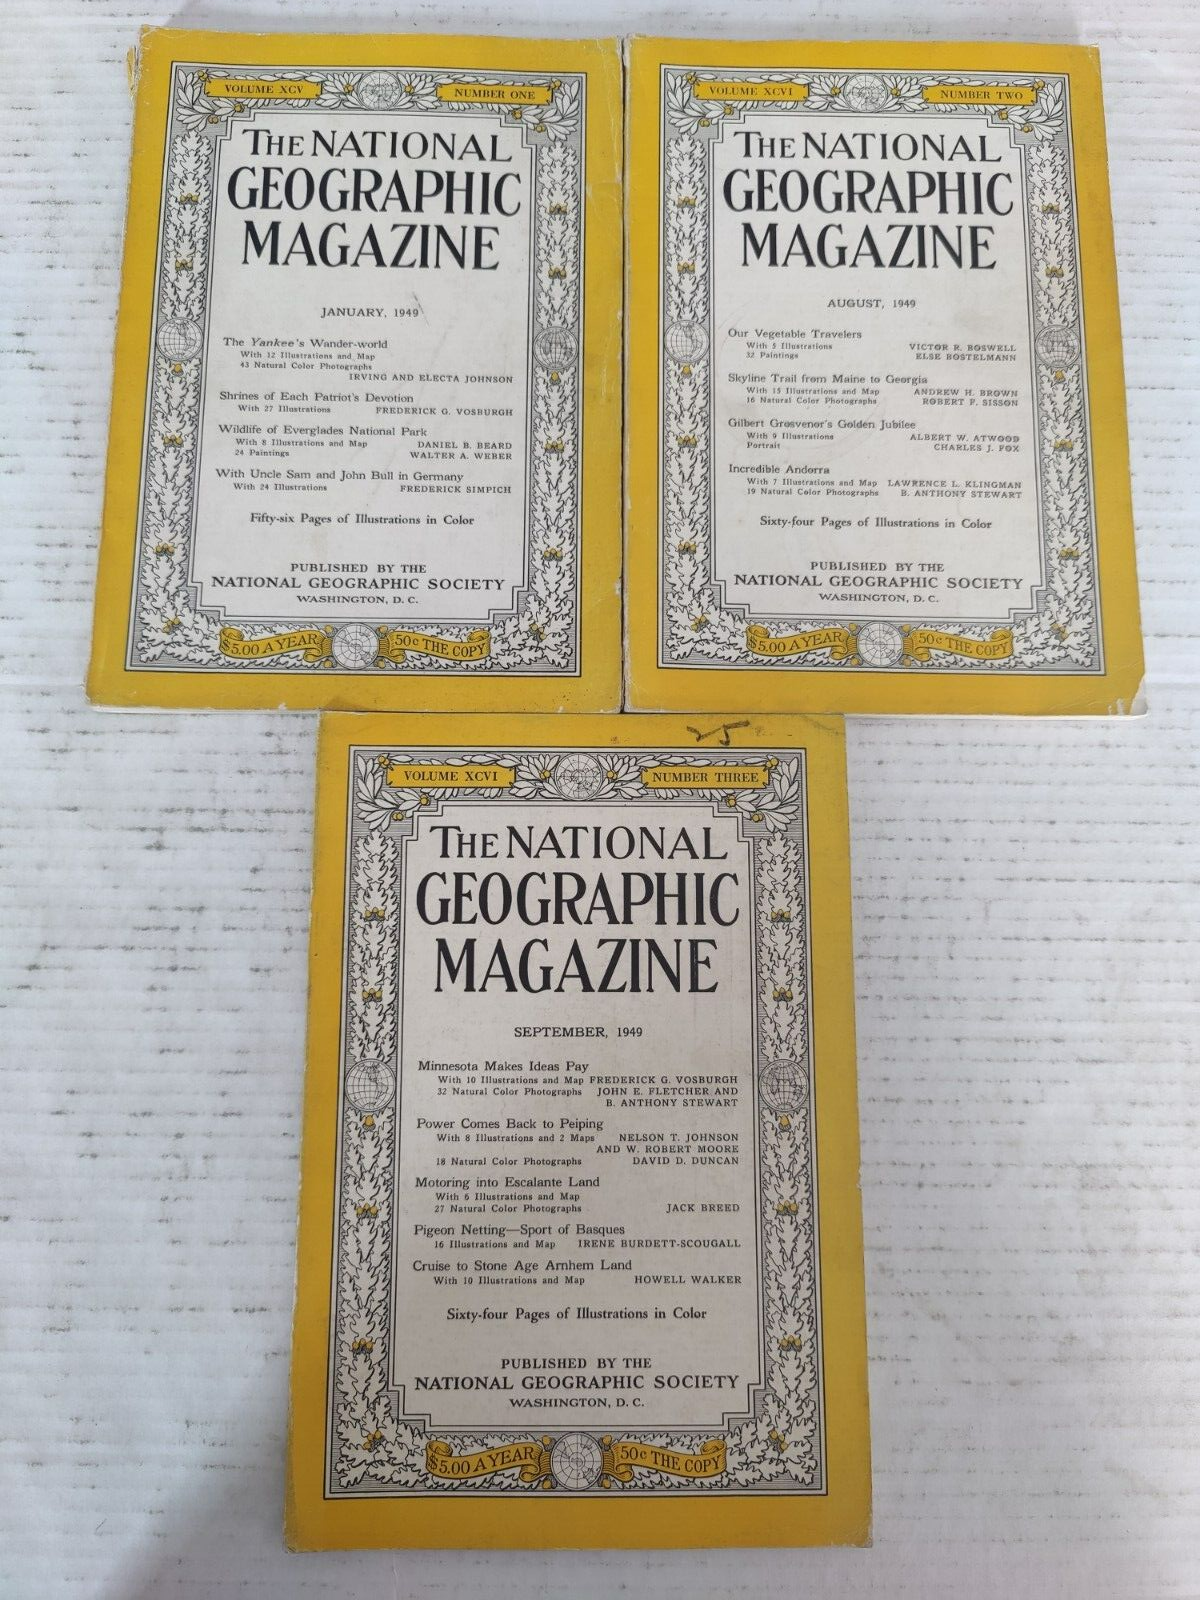 VOLUME XCV NUMBER ONE
THE NATIONAL
GEOGRAPHIC
MAGAZINE
JANUARY, 1949
The Yankee's Wander-world
With 12 Illustrations and Map
43 Natural Color Photographs
IRVING AND ELECTA JOHNSON
Shrines of Each Patriot's Devotion
With 27 Illustrations FREDERICK G. VOSBURGH
Wildlife of Everglades National Park
With 8 Illustrations and Map DANIEL B. BEARD
24 Paintings WALTER A. WEBER
With Uncle Sam and John Bull in Germany
With 24 Illustrations FREDERICK SIMPICH
Fifty-six Pages of Illustrations in Color
PUBLISHED BY THE
NATIONAL GEOGRAPHIC SOCIETY
WASHINGTON, D. C.
$5.00 A YEAR 50c THE COPY
VOLUME XCVI NUMBER TWO
THE NATIONAL
GEOGRAPHIC
MAGAZINE
AUGUST, 1949
Our Vegetable Travelers
With 5 Illustrations VICTOR R. BOSWELL
32 Paintings ELSE BOSTELMANN
Skyline Trail from Maine to Georgia
With 15 Illustrations and Map ANDREW H. BROWN
16 Natural Color Photographs ROBERT F. SISSON
Gilbert Grosvenor's Golden Jubilee
With 9 Illustrations ALBERT W. ATWOOD
Portrait CHARLES J. FOX
Incredible Andorra
With 7 Illustrations and Map LAWRENCE L. KLINGMAN
19 Natural Color Photographs B. ANTHONY STEWART
Sixty-four Pages of Illustrations in Color
PUBLISHED BY THE
NATIONAL GEOGRAPHIC SOCIETY
WASHINGTON, D. C.
$5.00 A YEAR 50c THE COPY
25
VOLUME XCVI NUMBER THREE
THE NATIONAL
GEOGRAPHIC
MAGAZINE
SEPTEMBER, 1949
Minnesota Makes Ideas Pay
With 10 Illustrations and Map FREDERICK G. VOSBURGH
32 Natural Color Photographs JOHN E. FLETCHER AND
B. ANTHONY STEWART
Power Comes Back to Peiping
With 8 Illustrations and 2 Maps NELSON T. JOHNSON
AND W. ROBERT MOORE
18 Natural Color Photographs DAVID D. DUNCAN
Motoring into Escalante Land
With 6 Illustrations and Map
27 Natural Color Photographs JACK BREED
Pigeon Netting—Sport of Basques
16 Illustrations and Map IRENE BURDETT-SCOUGALL
Cruise to Stone Age Arnhem Land
With 10 Illustrations and Map HOWELL WALKER
Sixty-four Pages of Illustrations in Color
PUBLISHED BY THE
NATIONAL GEOGRAPHIC SOCIETY
WASHINGTON, D. C.
$5.00 A YEAR 50c THE COPY